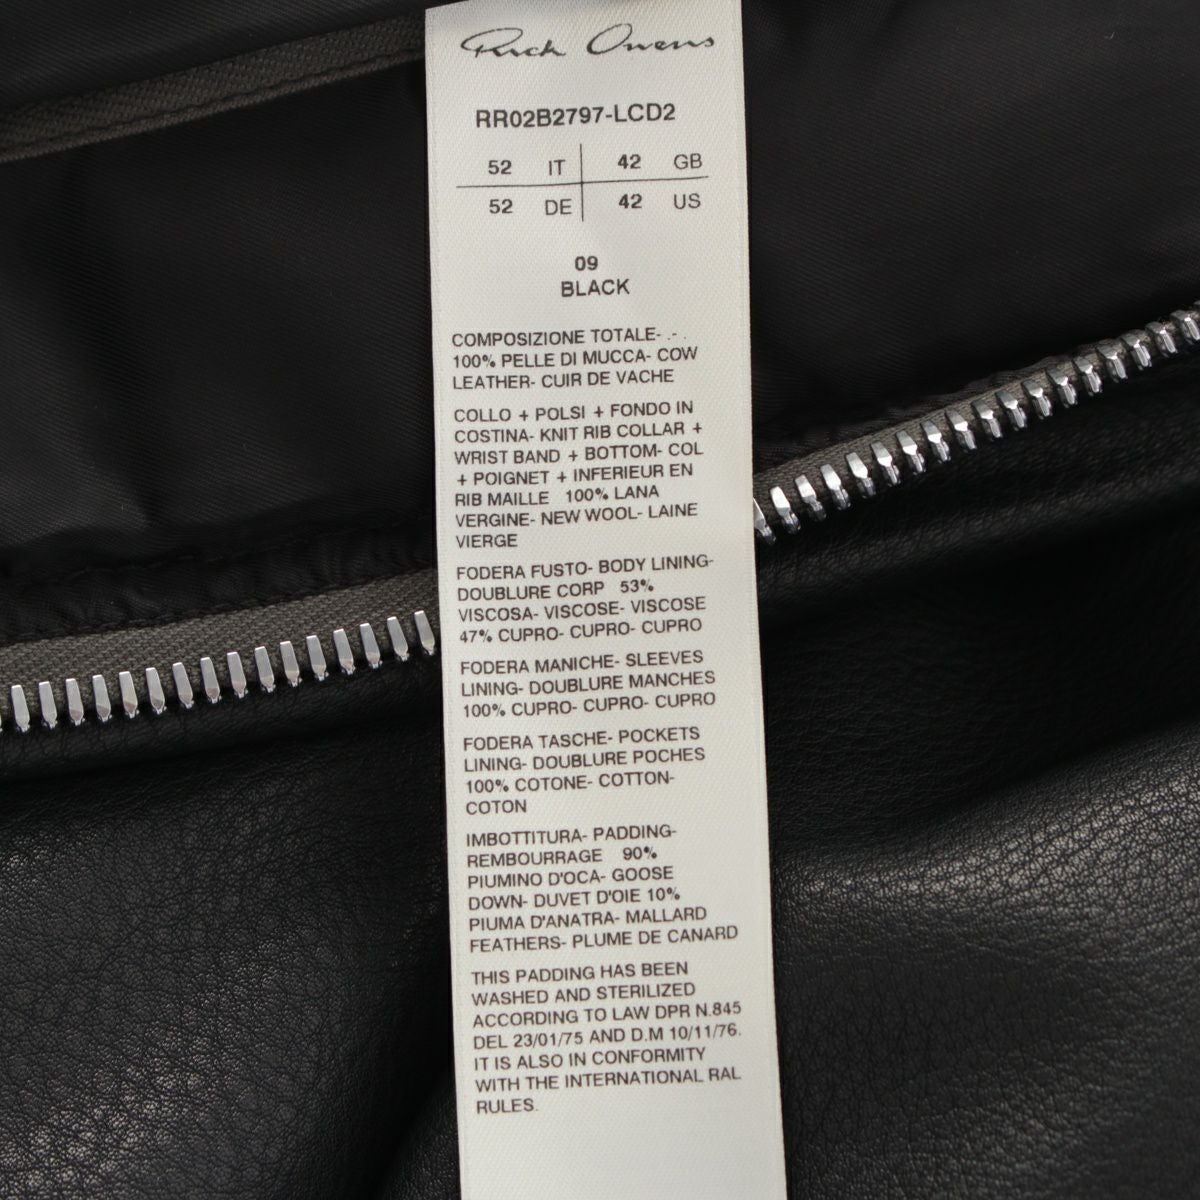 Rick Owens
RR02B2797-LCD2
52 IT 42 GB
52 DE 42 US
09
BLACK
COMPOSIZIONE TOTALE- .- .
100% PELLE DI MUCCA- COW
LEATHER- CUIR DE VACHE
COLLO + POLSI + FONDO IN
COSTINA- KNIT RIB COLLAR +
WRIST BAND + BOTTOM- COL
+ POIGNET + INFERIEUR EN
RIB MAILLE 100% LANA
VERGINE- NEW WOOL- LAINE
VIERGE
FODERA FUSTO- BODY LINING-
DOUBLURE CORP 53%
VISCOSA- VISCOSE- VISCOSE
47% CUPRO- CUPRO- CUPRO
FODERA MANICHE- SLEEVES
LINING- DOUBLURE MANCHES
100% CUPRO- CUPRO- CUPRO
FODERA TASCHE- POCKETS
LINING- DOUBLURE POCHES
100% COTONE- COTTON-
COTON
IMBOTTITURA- PADDING-
REMBOURRAGE 90%
PIUMINO D'OCA- GOOSE
DOWN- DUVET D'OIE 10%
PIUMA D'ANATRA- MALLARD
FEATHERS- PLUME DE CANARD
THIS PADDING HAS BEEN
WASHED AND STERILIZED
ACCORDING TO LAW DPR N.845
DEL 23/01/75 AND D.M 10/11/76.
IT IS ALSO IN CONFORMITY
WITH THE INTERNATIONAL RAL
RULES.